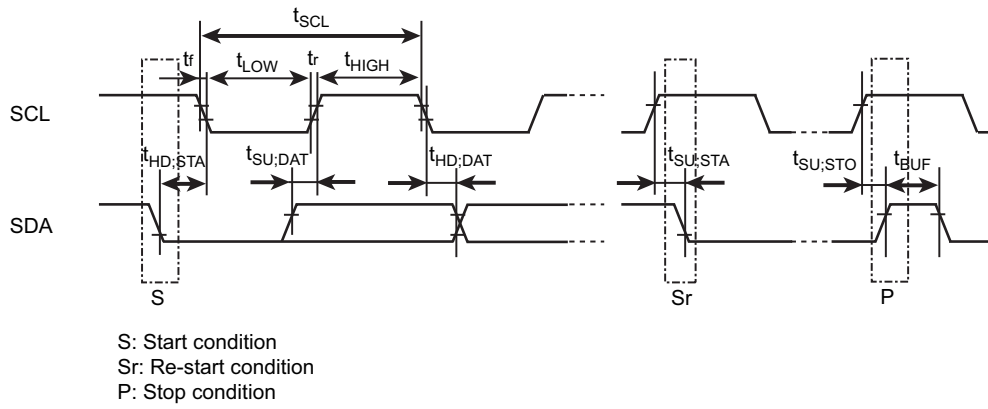 tSCL
tf tLOW tr tHIGH
SCL
tHD;STA tSU;DAT tHD;DAT tSU;STA tSU;STO tBUF
SDA
S Sr P
S: Start condition
Sr: Re-start condition
P: Stop condition